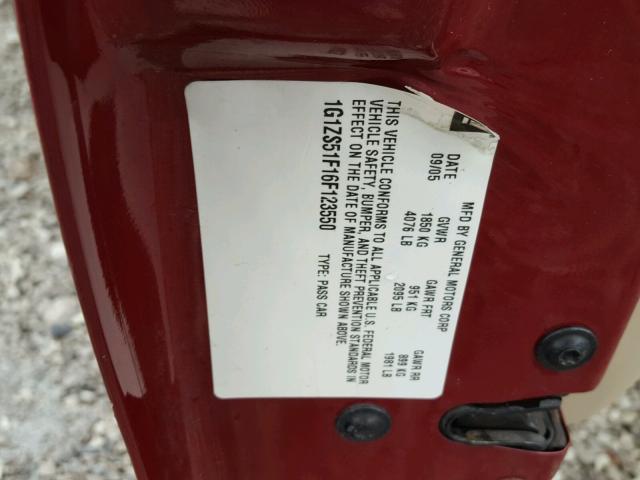 MFD BY GENERAL MOTORS CORP
DATE GVWR GAWR FRT GAWR RR
09/05 1850 KG 951 KG 899 KG
4076 LB 2095 LB 1981 LB
THIS VEHICLE CONFORMS TO ALL APPLICABLE U.S. FEDERAL MOTOR
VEHICLE SAFETY, BUMPER, AND THEFT PREVENTION STANDARDS IN
EFFECT ON THE DATE OF MANUFACTURE SHOWN ABOVE.
1G1ZS51F16F123550 TYPE: PASS CAR